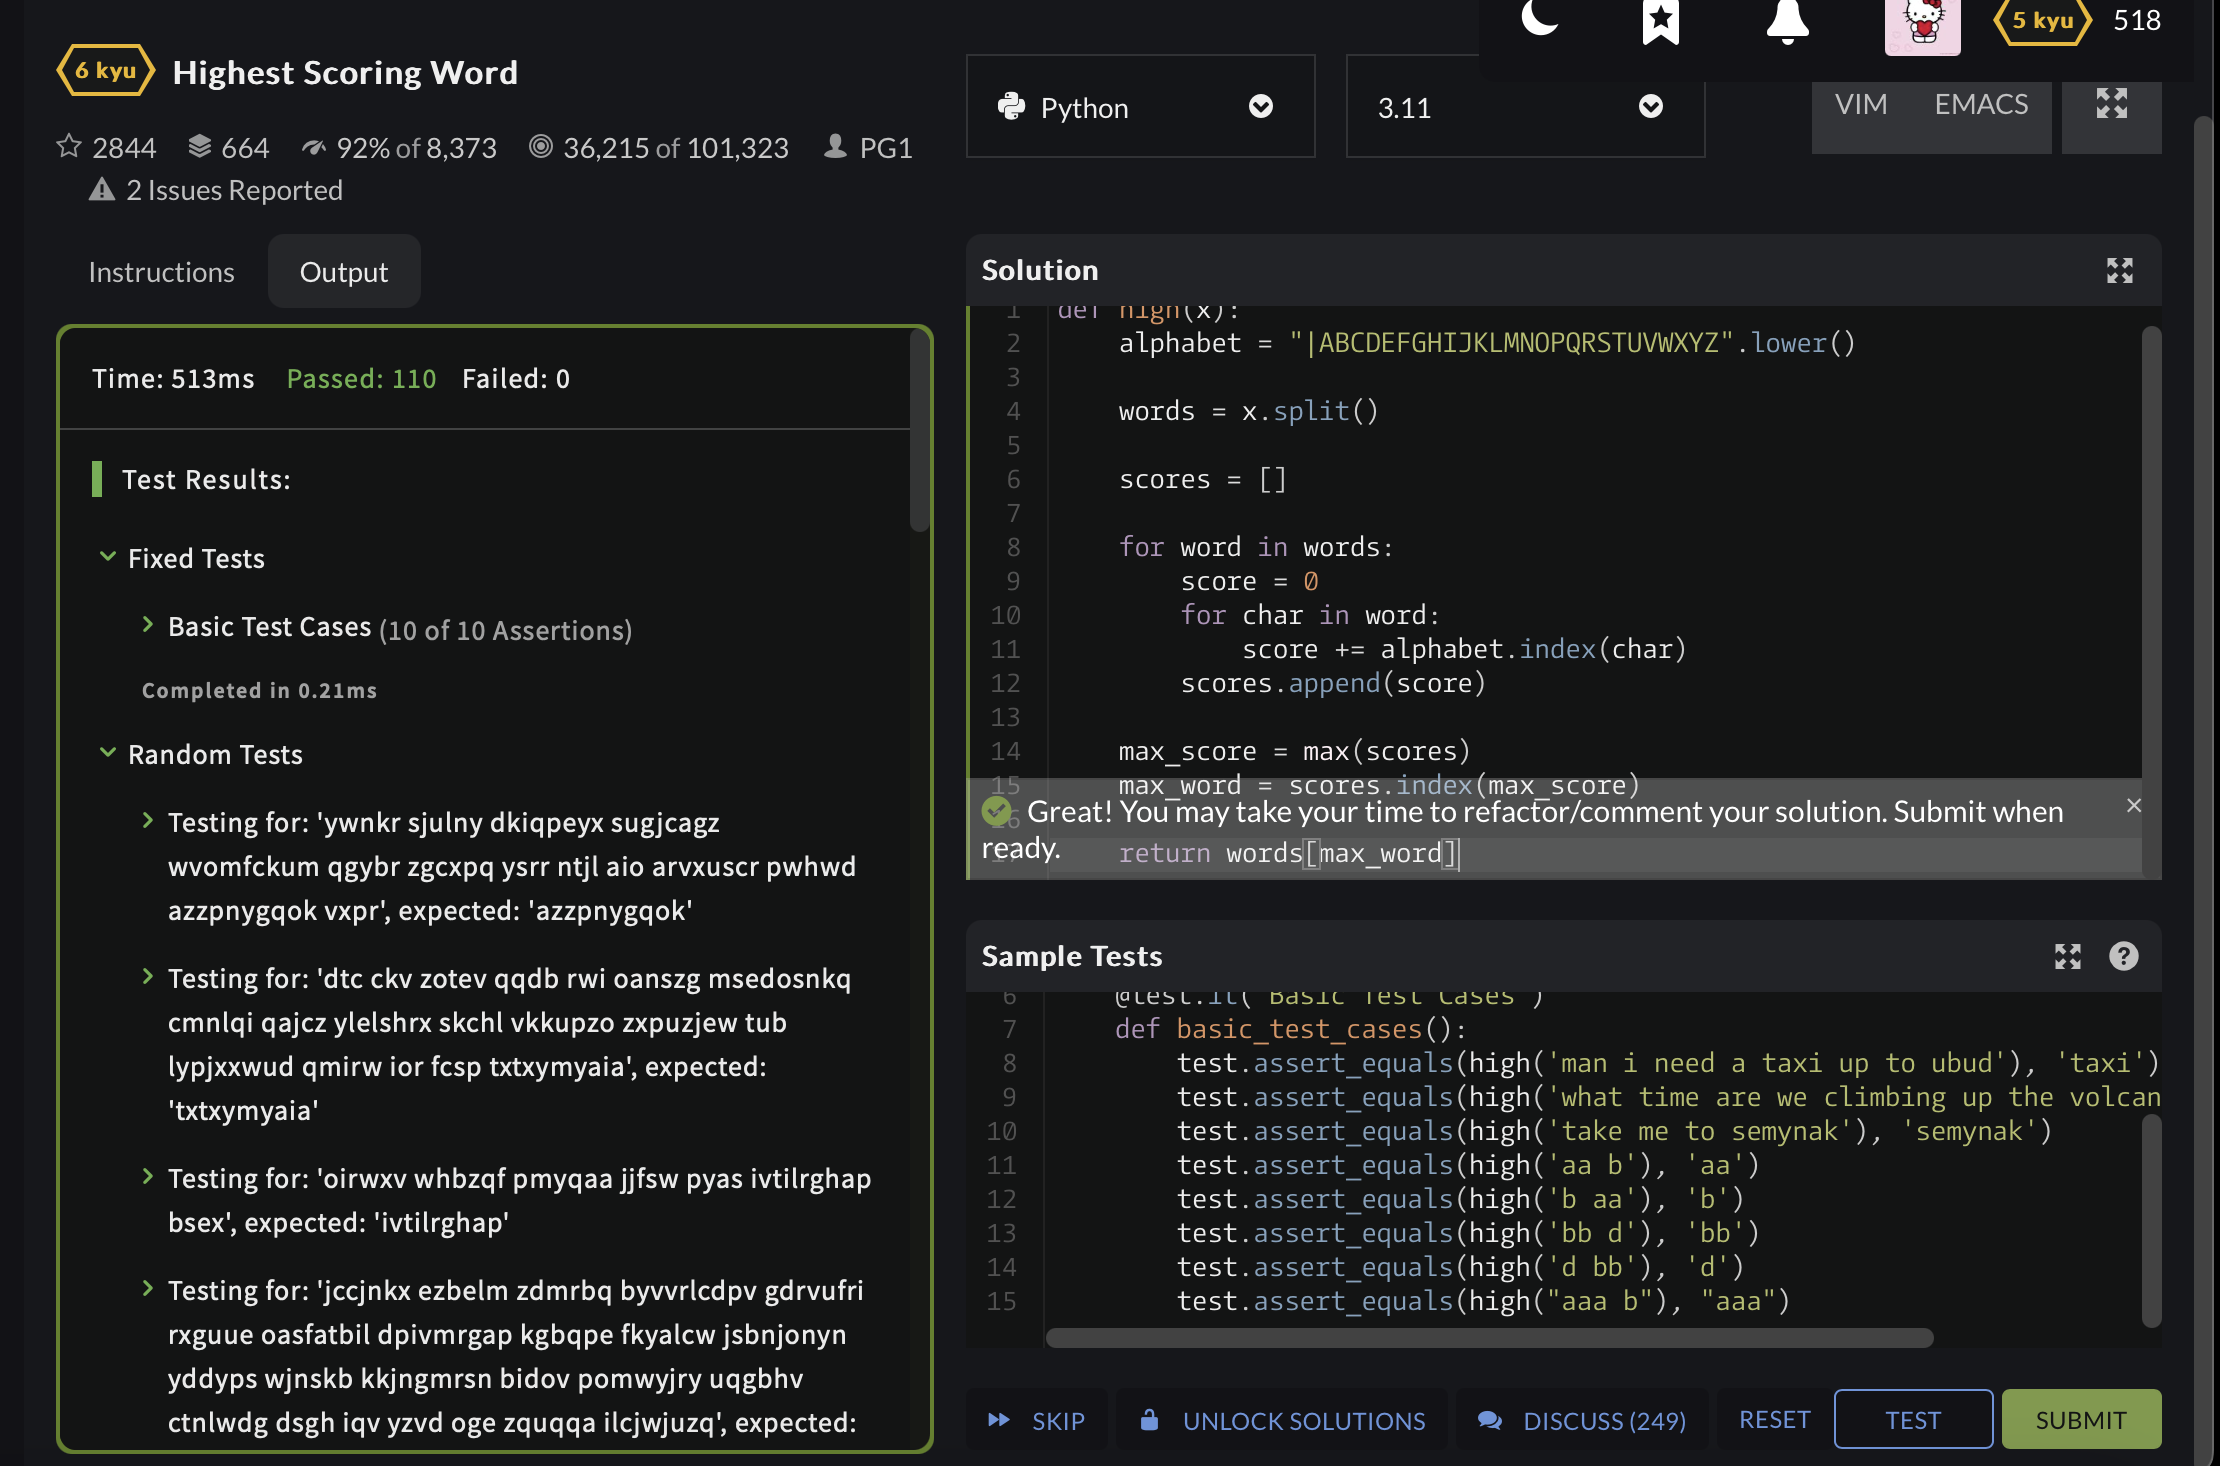 5 kyu 518
6 kyu Highest Scoring Word
2844 664 92% of 8,373 36,215 of 101,323 PG1
2 Issues Reported
Python
3.11
VIM EMACS
Instructions Output
Time: 513ms Passed: 110 Failed: 0
Test Results:
Fixed Tests
Basic Test Cases (10 of 10 Assertions)
Completed in 0.21ms
Random Tests
Testing for: 'ywnkr sjulny dkiqpeyx sugjcagz
wvomfckum qgybr zgcxpq ysrr ntjl aio arvxuscr pwhwd
azzpnygqok vxpr', expected: 'azzpnygqok'
Testing for: 'dtc ckv zotev qqdb rwi oanszg msedosnkq
cmnlqi qajcz ylelshrx skchl vkkupzo zxpuzjew tub
lypjxxwud qmirw ior fcsp txtxymyaia', expected:
'txtxymyaia'
Testing for: 'oirwxv whbzqf pmyqaa jjfsw pyas ivtilrghap
bsex', expected: 'ivtilrghap'
Testing for: 'jccjnkx ezbelm zdmrbq byvvrlcdpv gdrvufri
rxguue oasfatbil dpivmrgap kgbqpe fkyalcw jsbnjonyn
yddyps wjnskb kkjngmrsn bidov pomwyjry uqgbhv
ctnlwdg dsgh iqv yzvd oge zquqqa ilcjwjuzq', expected:
Solution
1 def high(x):
2 alphabet = "|ABCDEFGHIJKLMNOPQRSTUVWXYZ".lower()
3
4 words = x.split()
5
6 scores = []
7
8 for word in words:
9 score = 0
10 for char in word:
11 score += alphabet.index(char)
12 scores.append(score)
13
14 max_score = max(scores)
15 max_word = scores.index(max_score)
16
17 return words[max_word]
Great! You may take your time to refactor/comment your solution. Submit when
ready.
Sample Tests
6 @test.it("Basic Test Cases")
7 def basic_test_cases():
8 test.assert_equals(high('man i need a taxi up to ubud'), 'taxi')
9 test.assert_equals(high('what time are we climbing up the volcan
10 test.assert_equals(high('take me to semynak'), 'semynak')
11 test.assert_equals(high('aa b'), 'aa')
12 test.assert_equals(high('b aa'), 'b')
13 test.assert_equals(high('bb d'), 'bb')
14 test.assert_equals(high('d bb'), 'd')
15 test.assert_equals(high("aaa b"), "aaa")
SKIP UNLOCK SOLUTIONS DISCUSS (249) RESET TEST SUBMIT